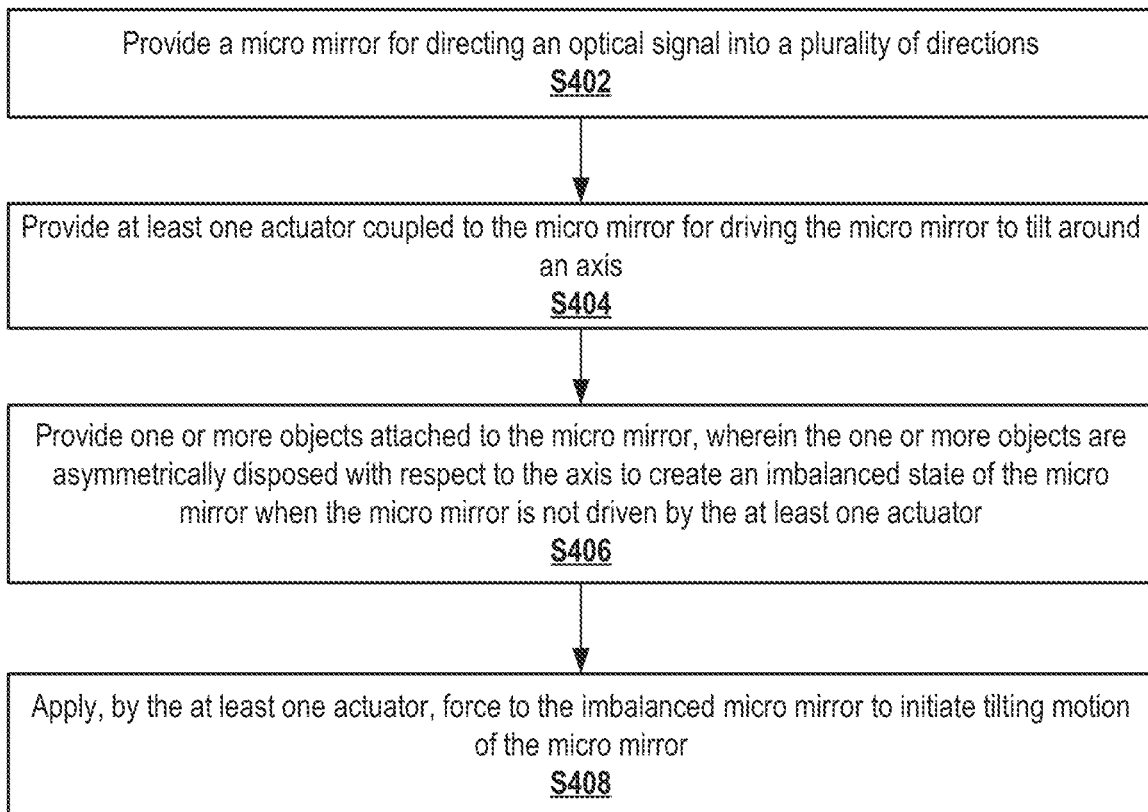 Provide a micro mirror for directing an optical signal into a plurality of directions
S402
Provide at least one actuator coupled to the micro mirror for driving the micro mirror to tilt around
an axis
S404
Provide one or more objects attached to the micro mirror, wherein the one or more objects are
asymmetrically disposed with respect to the axis to create an imbalanced state of the micro
mirror when the micro mirror is not driven by the at least one actuator
S406
Apply, by the at least one actuator, force to the imbalanced micro mirror to initiate tilting motion
of the micro mirror
S408